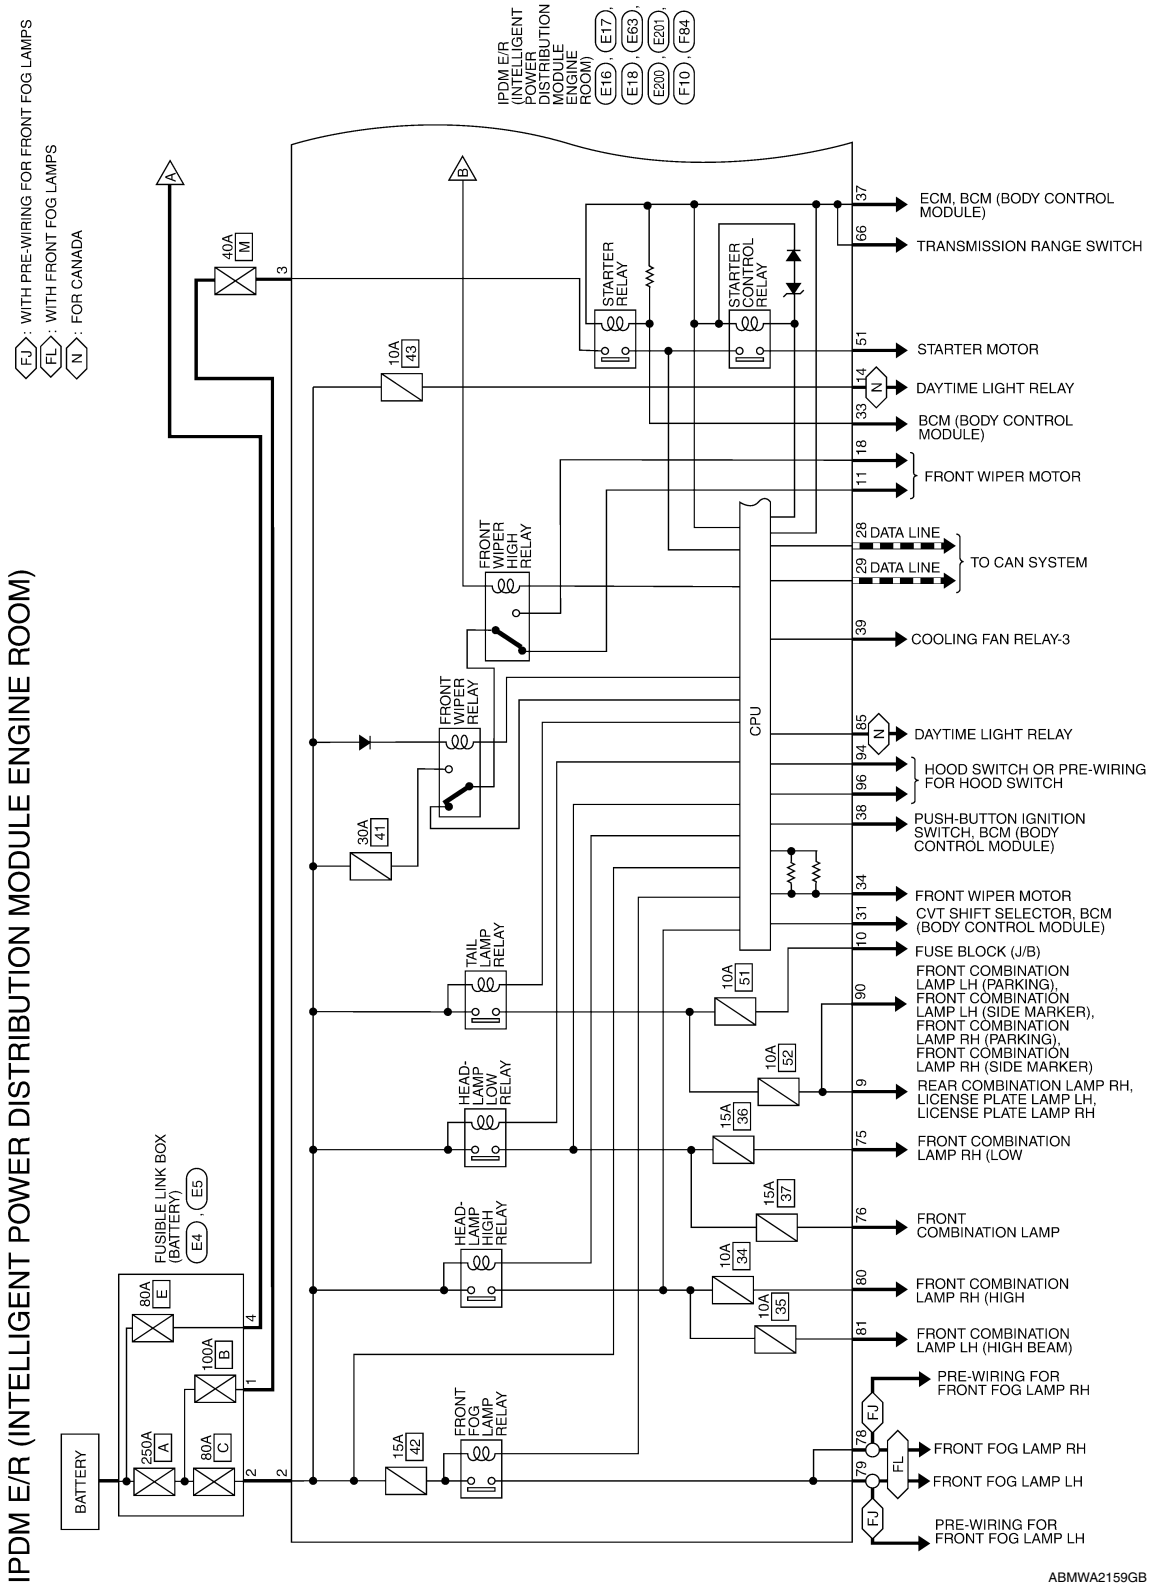 IPDM E/R (INTELLIGENT POWER DISTRIBUTION MODULE ENGINE ROOM)
FJ : WITH PRE-WIRING FOR FRONT FOG LAMPS
FL : WITH FRONT FOG LAMPS
N : FOR CANADA
IPDM E/R
(INTELLIGENT
POWER
DISTRIBUTION
MODULE
ENGINE
ROOM)
E16 , E17 ,
E18 , E63 ,
E200 , E201 ,
F10 , F84
A
B
40A
M
3
10A
43
STARTER
RELAY
STARTER
CONTROL
RELAY
37
ECM, BCM (BODY CONTROL
MODULE)
66
TRANSMISSION RANGE SWITCH
51
STARTER MOTOR
14
N
DAYTIME LIGHT RELAY
33
BCM (BODY CONTROL
MODULE)
18
11
FRONT WIPER MOTOR
FRONT
WIPER
HIGH
RELAY
28
DATA LINE
29
DATA LINE
TO CAN SYSTEM
39
COOLING FAN RELAY-3
FRONT
WIPER
RELAY
CPU
85
N
DAYTIME LIGHT RELAY
94
96
HOOD SWITCH OR PRE-WIRING
FOR HOOD SWITCH
38
PUSH-BUTTON IGNITION
SWITCH, BCM (BODY
CONTROL MODULE)
30A
41
34
FRONT WIPER MOTOR
31
CVT SHIFT SELECTOR, BCM
(BODY CONTROL MODULE)
TAIL
LAMP
RELAY
10A
51
10
FUSE BLOCK (J/B)
90
FRONT COMBINATION
LAMP LH (PARKING),
FRONT COMBINATION
LAMP LH (SIDE MARKER),
FRONT COMBINATION
LAMP RH (PARKING),
FRONT COMBINATION
LAMP RH (SIDE MARKER)
10A
52
9
REAR COMBINATION LAMP RH,
LICENSE PLATE LAMP LH,
LICENSE PLATE LAMP RH
HEAD-
LAMP
LOW
RELAY
15A
36
75
FRONT COMBINATION
LAMP RH (LOW
15A
37
76
FRONT
COMBINATION LAMP
FUSIBLE LINK BOX
(BATTERY)
E4 , E5
HEAD-
LAMP
HIGH
RELAY
10A
34
80
FRONT COMBINATION
LAMP RH (HIGH
10A
35
81
FRONT COMBINATION
LAMP LH (HIGH BEAM)
80A
E
4
100A
B
1
250A
A
80A
C
2
2
BATTERY
15A
42
FRONT
FOG
LAMP
RELAY
FJ
PRE-WIRING FOR
FRONT FOG LAMP RH
78
FRONT FOG LAMP RH
FL
79
FRONT FOG LAMP LH
FJ
PRE-WIRING FOR
FRONT FOG LAMP LH
ABMWA2159GB